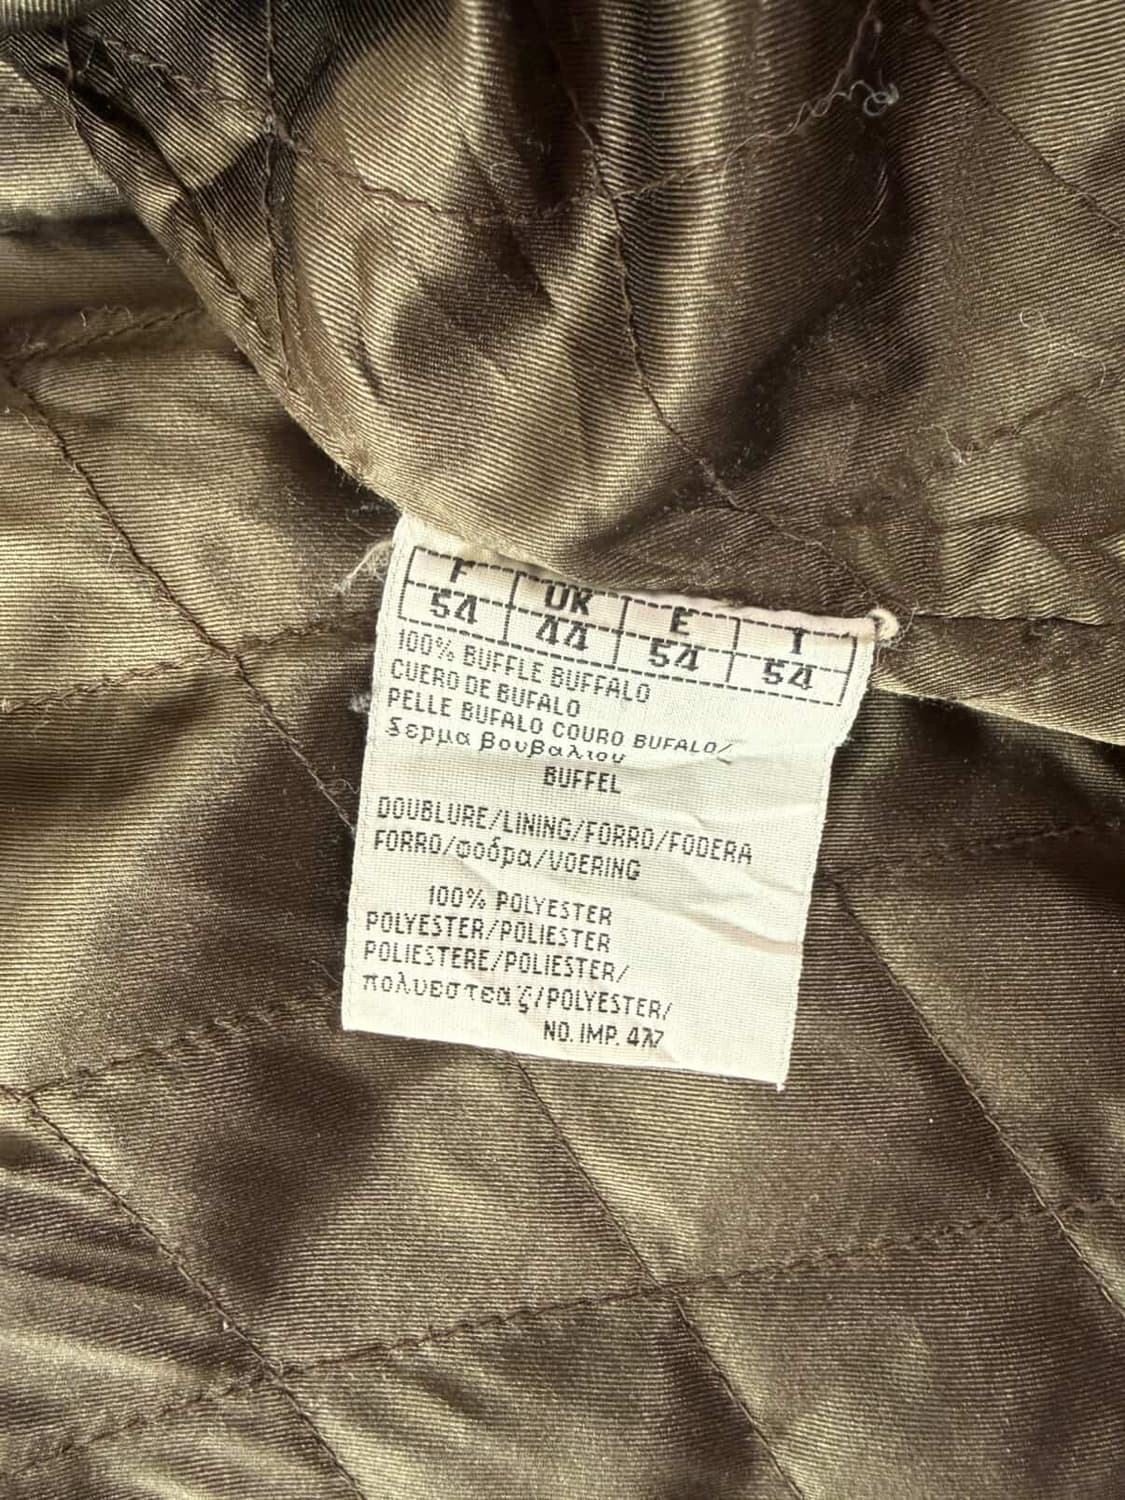 F UK E I
54 44 54 54
100% BUFFLE BUFFALO
CUERO DE BUFALO
PELLE BUFALO COURO BUFALO/
δερμα βουβαλιου
BUFFEL
DOUBLURE/LINING/FORRO/FODERA
FORRO/φοδρα/VOERING
100% POLYESTER
POLYESTER/POLIESTER
POLIESTERE/POLIESTER/
πολυεστεαζ/POLYESTER/
NO. IMP. 477